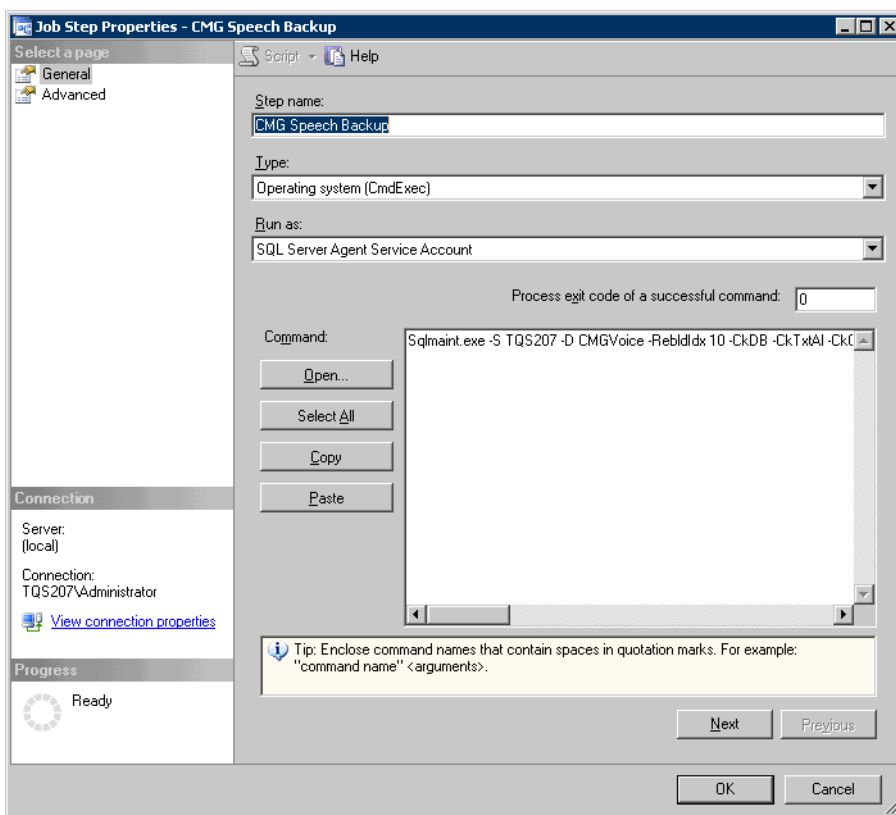 Job Step Properties - CMG Speech Backup
Select a page
General
Advanced
Script
Help
Step name:
CMG Speech Backup
Type:
Operating system (CmdExec)
Run as:
SQL Server Agent Service Account
Process exit code of a successful command:
0
Command:
Sqlmaint.exe -S TQS207 -D CMGVoice -RebldIdx 10 -CkDB -CkTxtAl
Open...
Select All
Copy
Paste
Connection
Server:
(local)
Connection:
TQS207\Administrator
View connection properties
Progress
Ready
Tip: Enclose command names that contain spaces in quotation marks. For example:
"command name" <arguments>.
Next
Previous
OK
Cancel